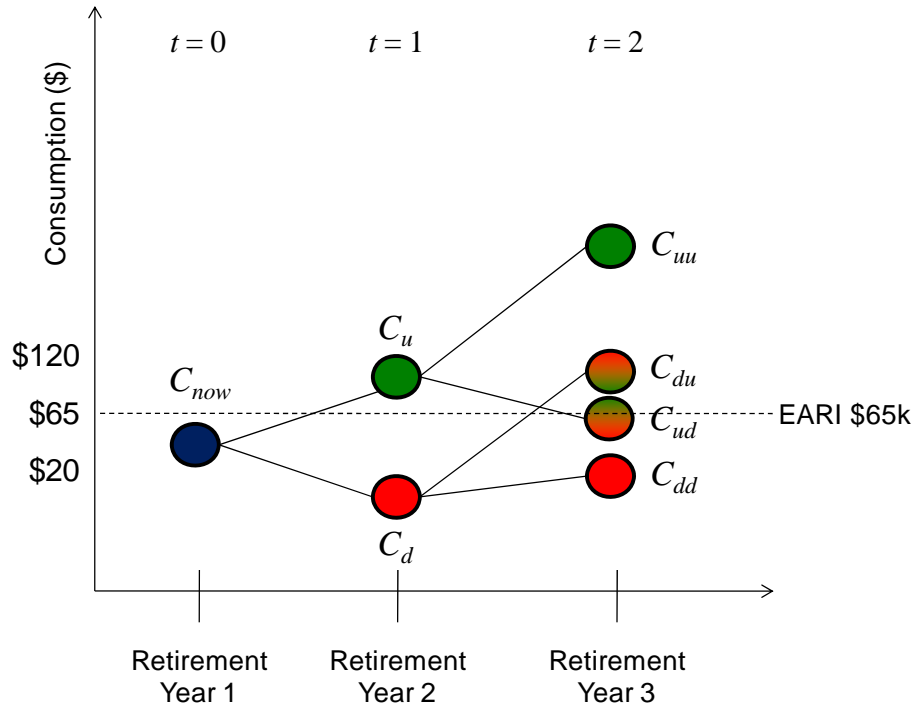 t = 0
t = 1
t = 2
Consumption ($)
C_uu
C_u
$120
C_now
C_du
$65
C_ud
EARI $65k
$20
C_dd
C_d
Retirement
Year 1
Retirement
Year 2
Retirement
Year 3